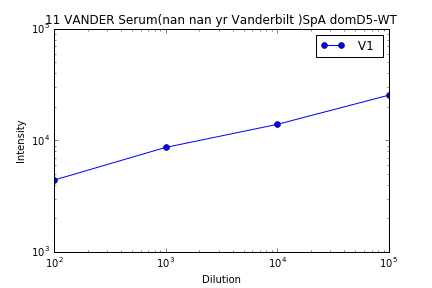 11 VANDER Serum(nan nan yr Vanderbilt )SpA domD5-WT
10^5
V1
10^4
Intensity
10^3
10^2 10^3 10^4 10^5
Dilution